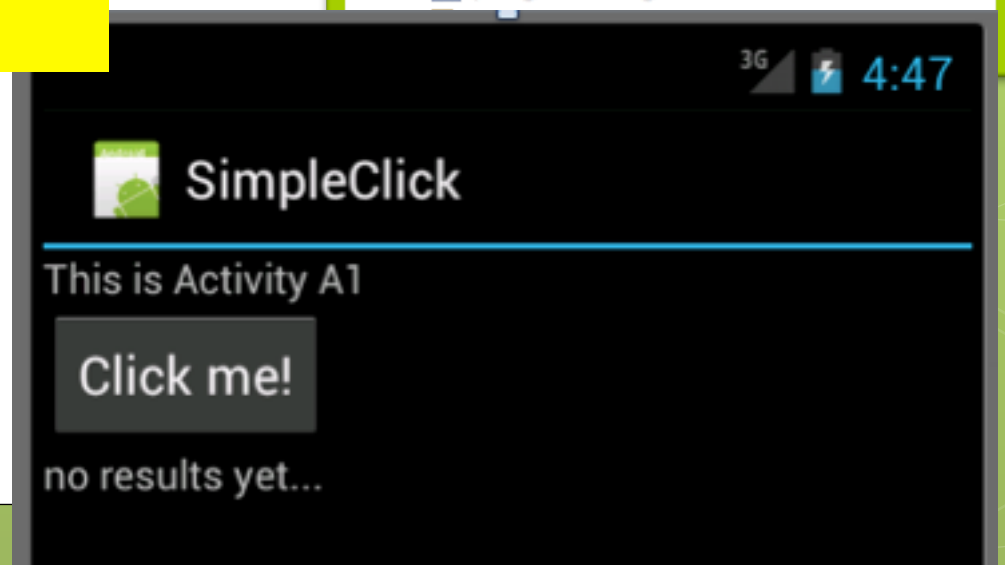 3G 4:47
SimpleClick
This is Activity A1
Click me!
no results yet...